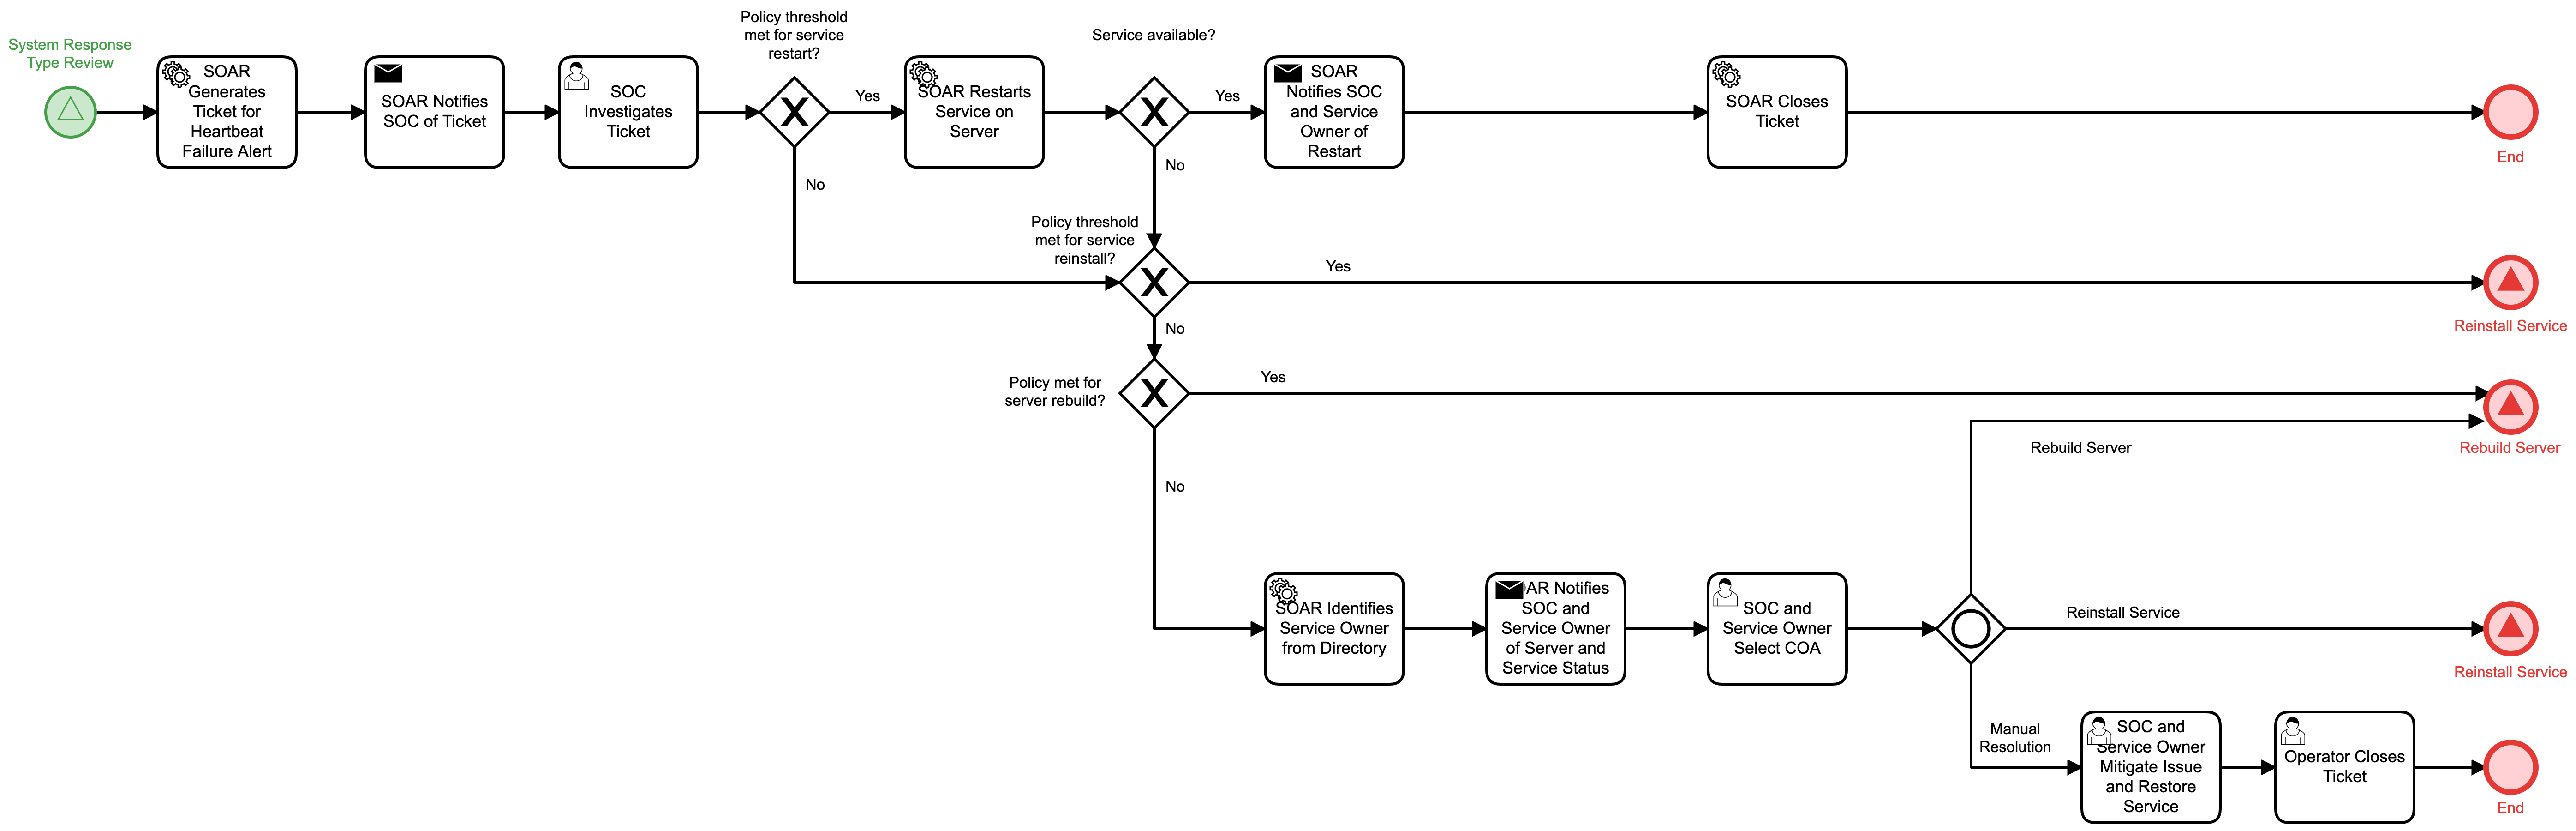 System Response
Type Review
SOAR
Generates
Ticket for
Heartbeat
Failure Alert
SOAR Notifies
SOC of Ticket
SOC
Investigates
Ticket
Policy threshold
met for service
restart?
X
Yes
No
SOAR Restarts
Service on
Server
Service available?
X
Yes
No
SOAR
Notifies SOC
and Service
Owner of
Restart
SOAR Closes
Ticket
End
Policy threshold
met for service
reinstall?
X
Yes
No
Reinstall Service
Policy met for
server rebuild?
X
Yes
No
Rebuild Server
Rebuild Server
SOAR Identifies
Service Owner
from Directory
AR Notifies
SOC and
Service Owner
of Server and
Service Status
SOC and
Service Owner
Select COA
Reinstall Service
Reinstall Service
Manual
Resolution
SOC and
Service Owner
Mitigate Issue
and Restore
Service
Operator Closes
Ticket
End